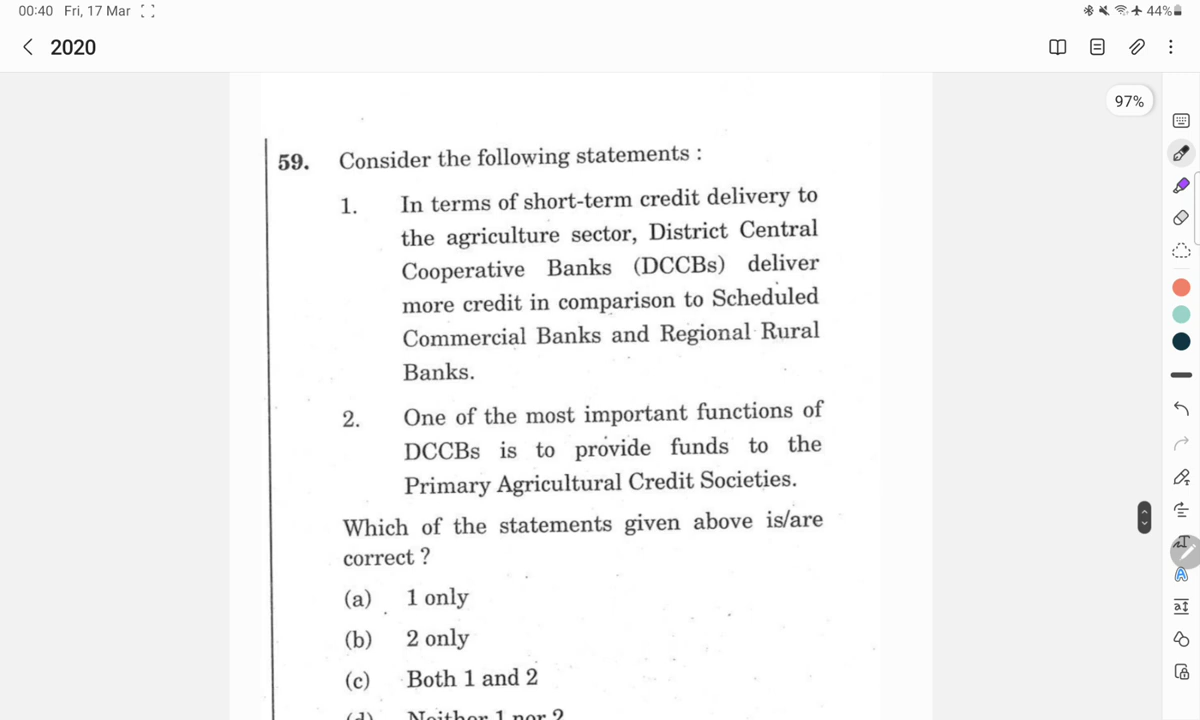 00:40 Fri, 17 Mar
44%
2020
97%
59. Consider the following statements :
1. In terms of short-term credit delivery to
the agriculture sector, District Central
Cooperative Banks (DCCBs) deliver
more credit in comparison to Scheduled
Commercial Banks and Regional Rural
Banks.
2. One of the most important functions of
DCCBs is to provide funds to the
Primary Agricultural Credit Societies.
Which of the statements given above is/are
correct ?
(a) 1 only
(b) 2 only
(c) Both 1 and 2
(d) Neither 1 nor 2